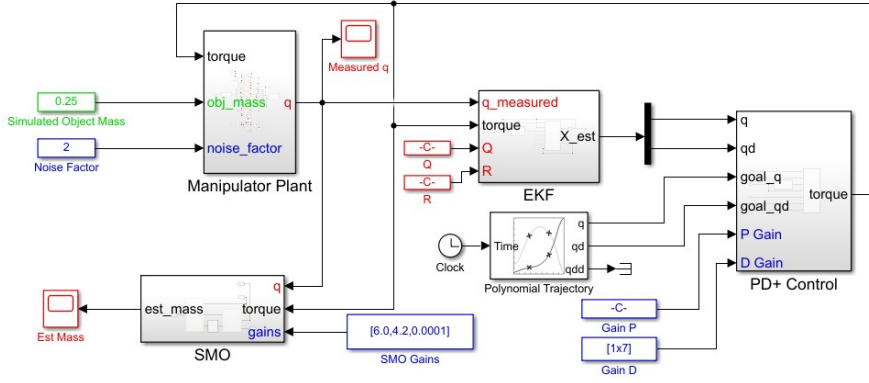 torque
obj_mass
q
noise_factor
Manipulator Plant
0.25
Simulated Object Mass
2
Noise Factor
Measured q
q_measured
torque
Q
R
X_est
EKF
-C-
Q
-C-
R
q
qd
goal_q
goal_qd
P Gain
D Gain
torque
PD+ Control
Clock
Time
q
qd
qdd
Polynomial Trajectory
-C-
Gain P
[1x7]
Gain D
Est Mass
est_mass
q
torque
gains
SMO
[6.0,4.2,0.0001]
SMO Gains